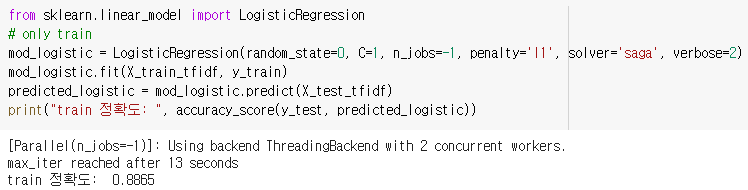 from sklearn.linear_model import LogisticRegression
# only train
mod_logistic = LogisticRegression(random_state=0, C=1, n_jobs=-1, penalty='l1', solver='saga', verbose=2)
mod_logistic.fit(X_train_tfidf, y_train)
predicted_logistic = mod_logistic.predict(X_test_tfidf)
print("train 정확도: ", accuracy_score(y_test, predicted_logistic))
[Parallel(n_jobs=-1)]: Using backend ThreadingBackend with 2 concurrent workers.
max_iter reached after 13 seconds
train 정확도:  0.8865